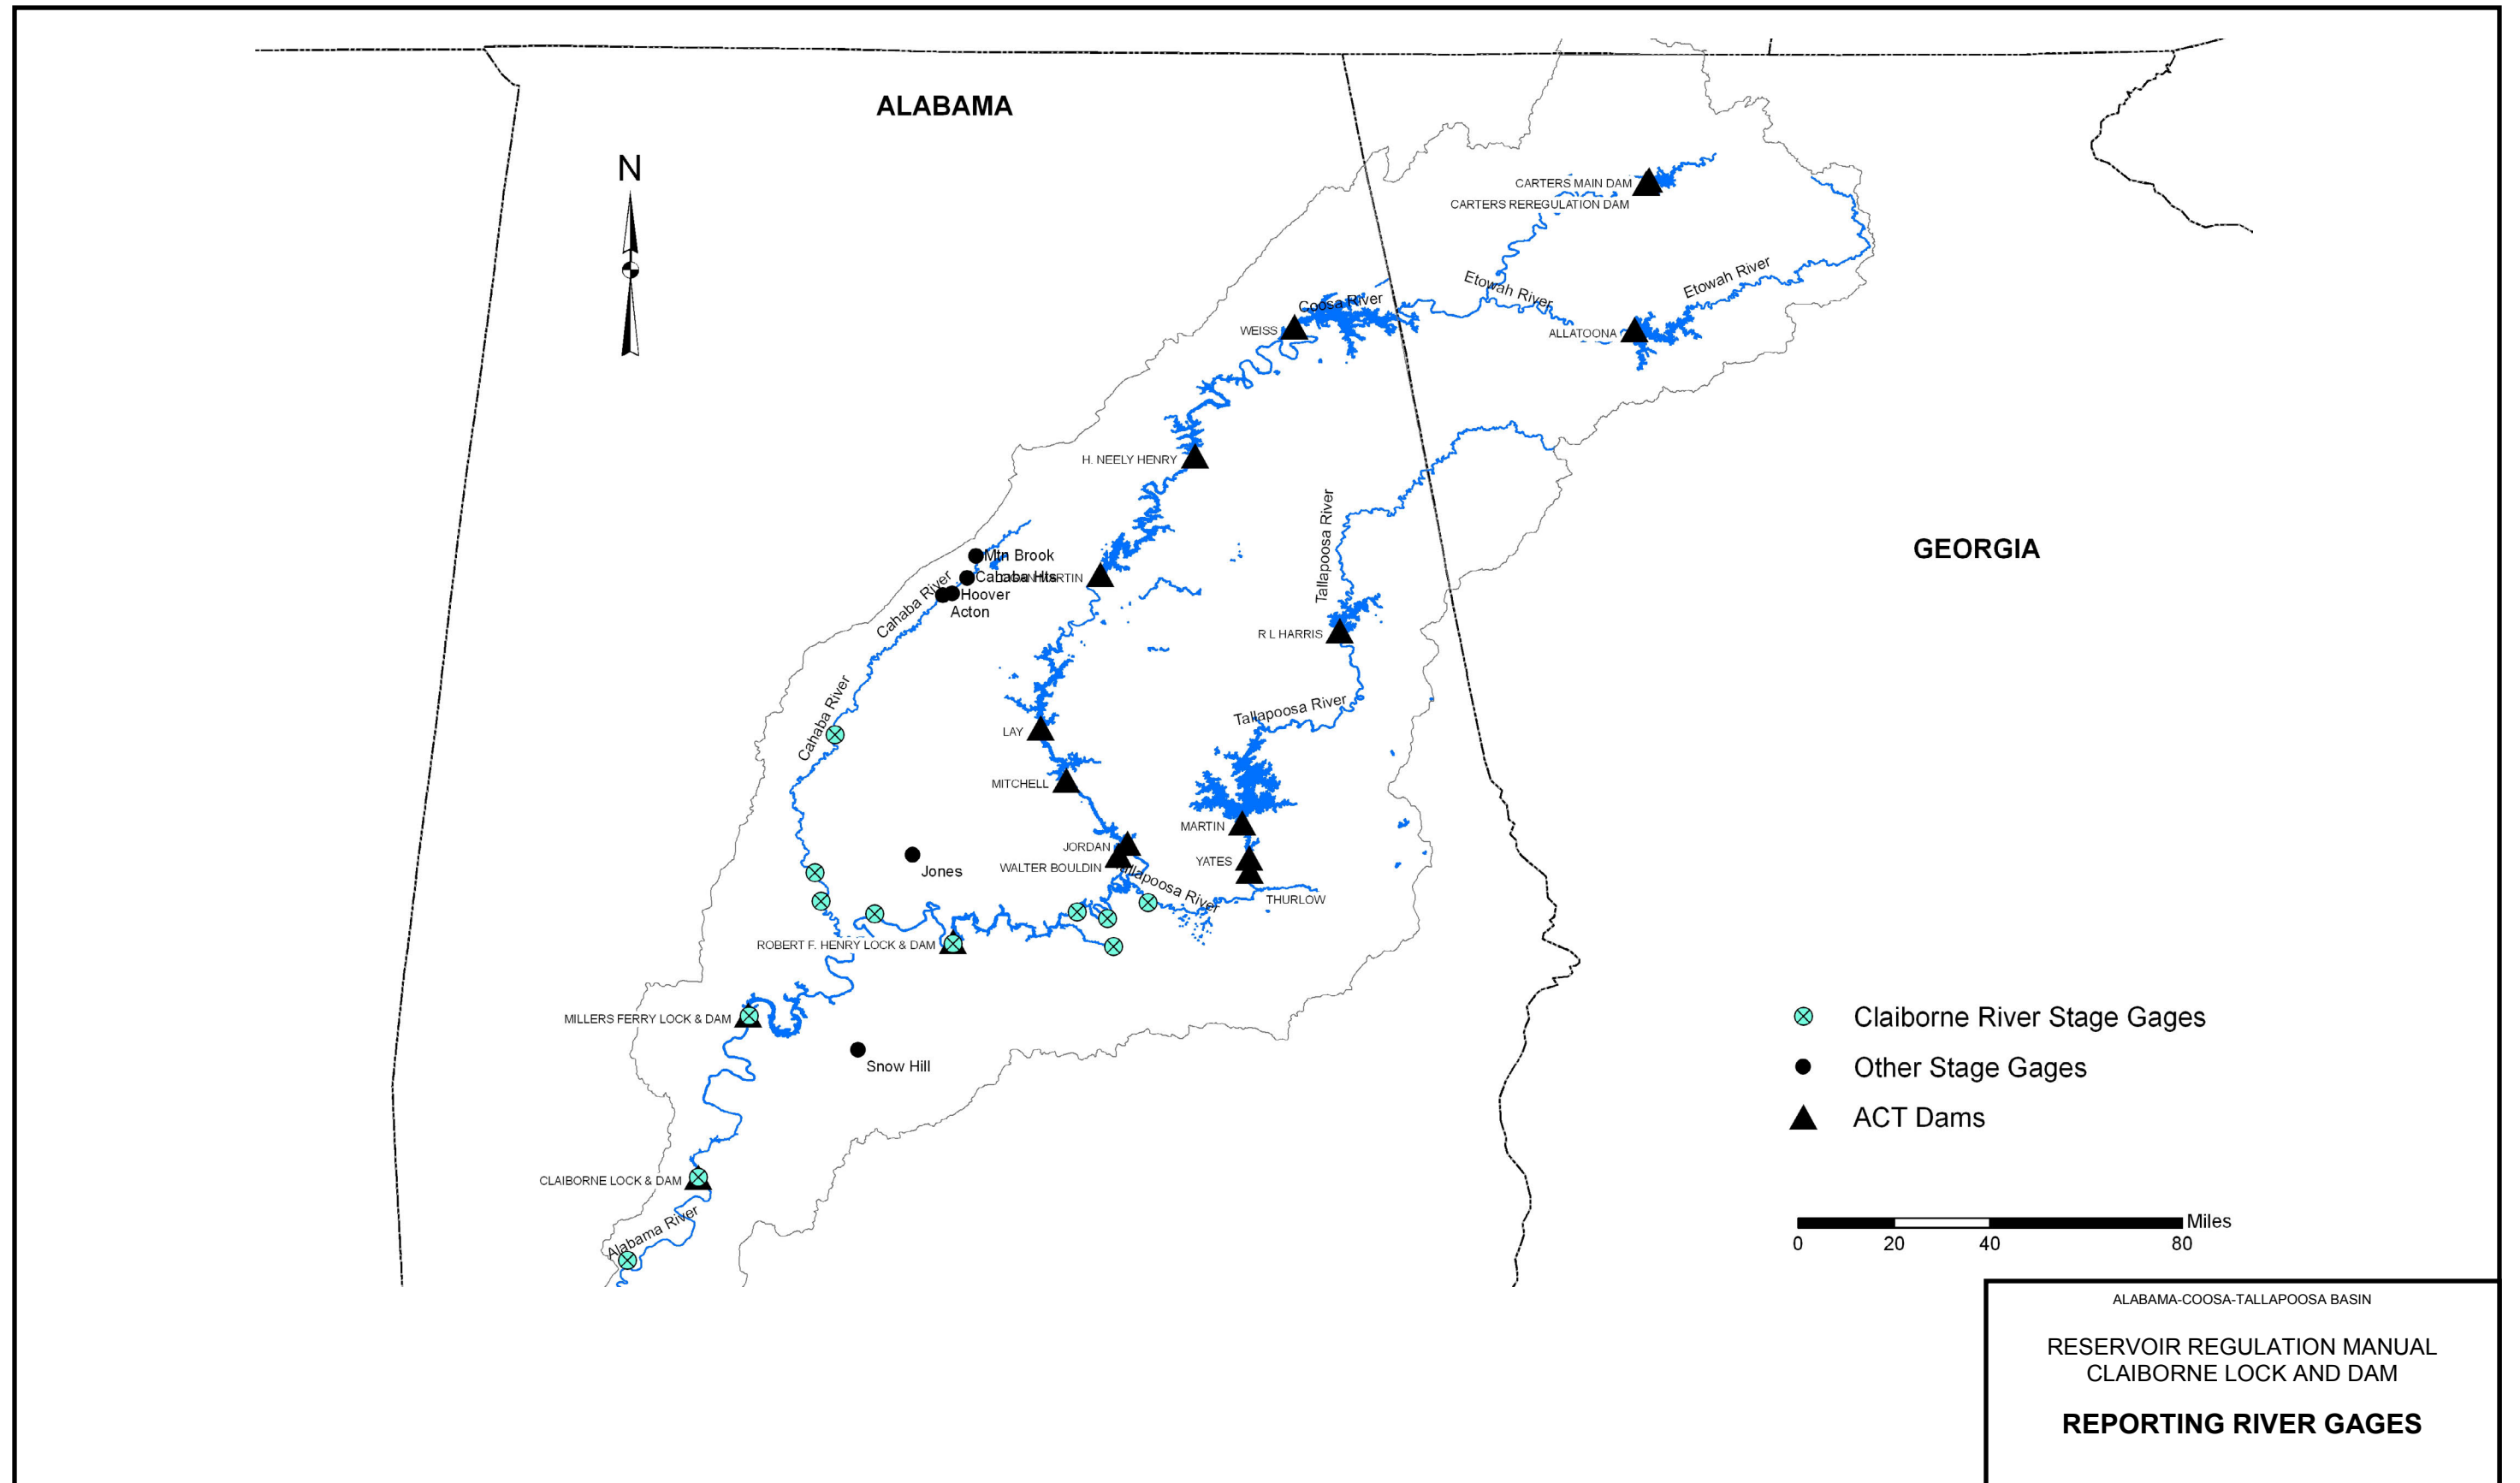 ALABAMA
N
CARTERS MAIN DAM
CARTERS REREGULATION DAM
Etowah River
Etowah River
Coosa River
WEISS
ALLATOONA
H. NEELY HENRY
Tallapoosa River
GEORGIA
Mtn Brook
Cahaba Hts
MARTIN
Hoover
Acton
Cahaba River
R L HARRIS
Cahaba River
Tallapoosa River
LAY
MITCHELL
MARTIN
JORDAN
YATES
WALTER BOULDIN
Jones
Tallapoosa River
THURLOW
ROBERT F. HENRY LOCK & DAM
MILLERS FERRY LOCK & DAM
Snow Hill
CLAIBORNE LOCK & DAM
Alabama River
Claiborne River Stage Gages
Other Stage Gages
ACT Dams
Miles
0 20 40 80
ALABAMA-COOSA-TALLAPOOSA BASIN
RESERVOIR REGULATION MANUAL
CLAIBORNE LOCK AND DAM
REPORTING RIVER GAGES